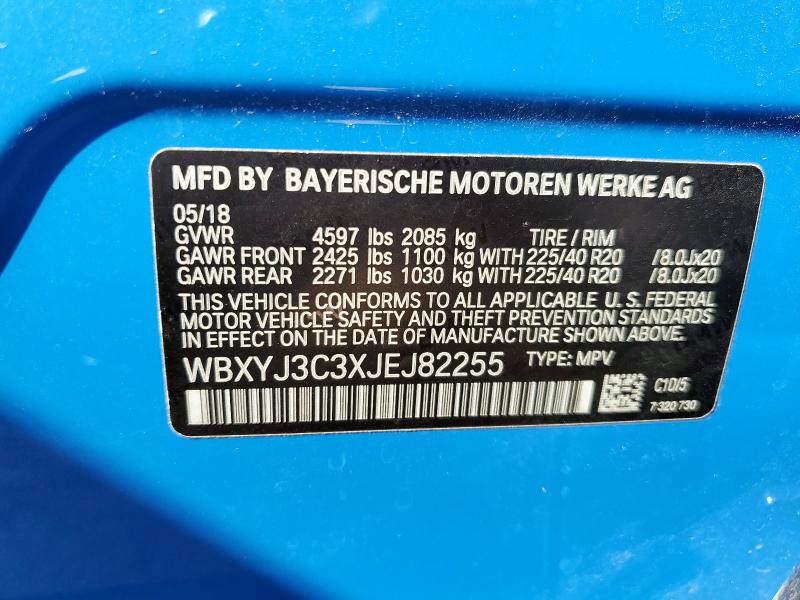 MFD BY BAYERISCHE MOTOREN WERKE AG
05/18
GVWR 4597 lbs 2085 kg TIRE / RIM
GAWR FRONT 2425 lbs 1100 kg WITH 225/40 R20 /8.0Jx20
GAWR REAR 2271 lbs 1030 kg WITH 225/40 R20 /8.0Jx20
THIS VEHICLE CONFORMS TO ALL APPLICABLE U. S. FEDERAL
MOTOR VEHICLE SAFETY AND THEFT PREVENTION STANDARDS
IN EFFECT ON THE DATE OF MANUFACTURE SHOWN ABOVE.
WBXYJ3C3XJEJ82255 TYPE: MPV
C1D/5
7 320 730